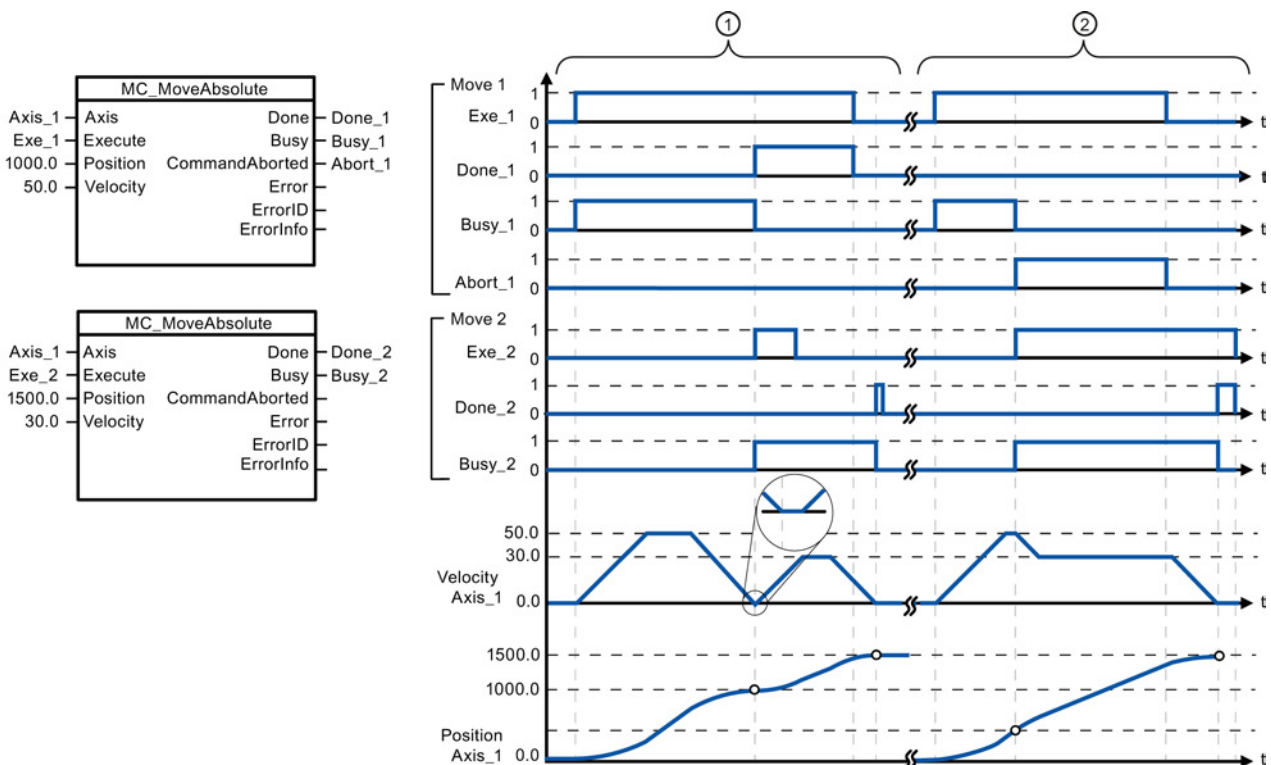 ① ②
MC_MoveAbsolute
Axis_1 Axis Done Done_1
Exe_1 Execute Busy Busy_1
1000.0 Position CommandAborted Abort_1
50.0 Velocity Error
ErrorID
ErrorInfo
MC_MoveAbsolute
Axis_1 Axis Done Done_2
Exe_2 Execute Busy Busy_2
1500.0 Position CommandAborted
30.0 Velocity Error
ErrorID
ErrorInfo
Move 1
Exe_1 1 0 t
Done_1 1 0 t
Busy_1 1 0 t
Abort_1 0 t
Move 2
Exe_2 1 0 t
Done_2 1 0 t
Busy_2 1 0 t
50.0
30.0
Velocity
Axis_1 0.0 t
1500.0
1000.0
Position
Axis_1 0.0 t